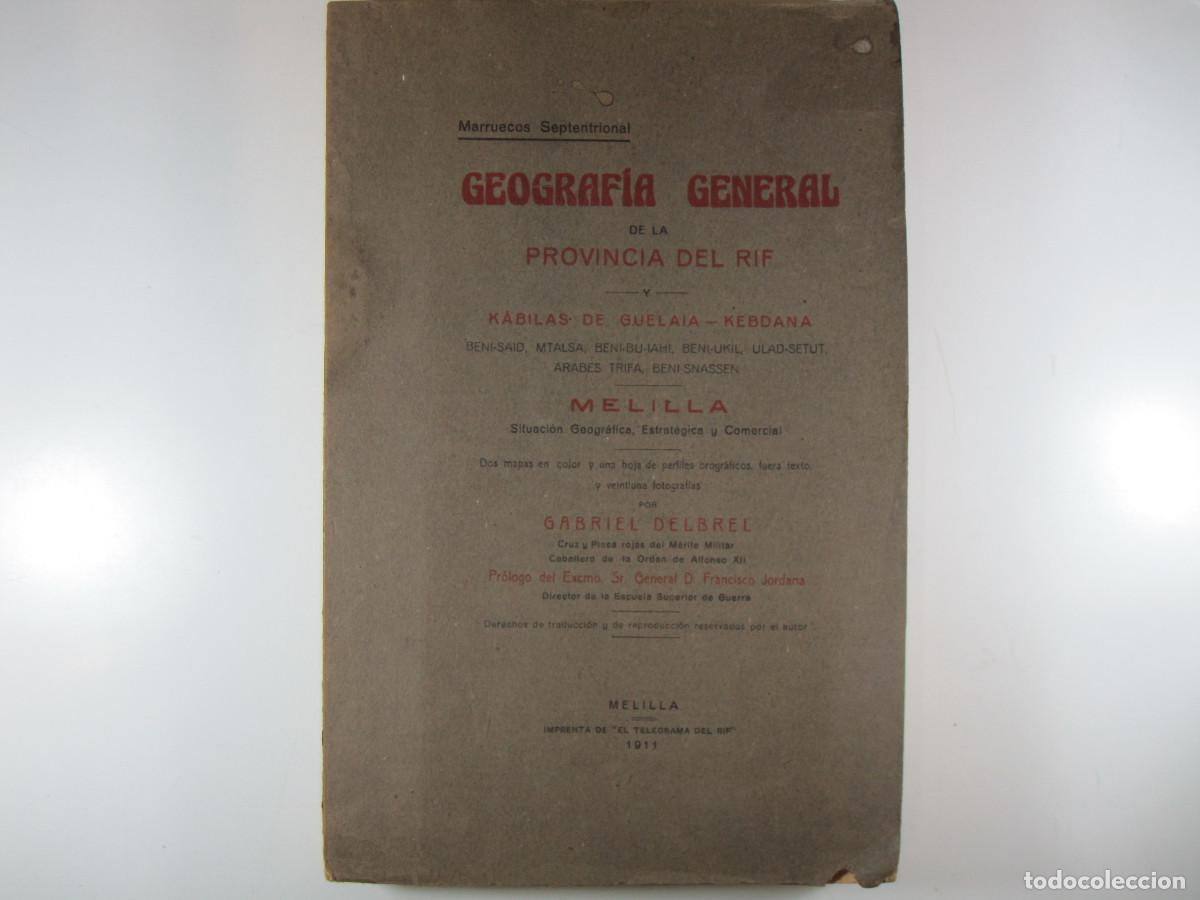 Marruecos Septentrional
GEOGRAFÍA GENERAL
DE LA
PROVINCIA DEL RIF
Y
KÁBILAS DE GUELAIA – KEBDANA
BENI-SAID, MTALSA, BENI-BU-IAHI, BENI-UKIL, ULAD-SETUT,
ARABES TRIFA, BENI-SNASSEN
MELILLA
Situación Geográfica, Estratégica y Comercial
Dos mapas en color y una hoja de perfiles orográficos, fuera texto,
y veintiuna fotografías
POR
GABRIEL DELBREL
Cruz y Placa rojas del Mérito Militar
Caballero de la Orden de Alfonso XII
Prólogo del Excmo. Sr. General D. Francisco Jordana
Director de la Escuela Superior de Guerra
Derechos de traducción y de reproducción reservados por el autor
MELILLA
IMPRENTA DE "EL TELEGRAMA DEL RIF"
1911
todocoleccion